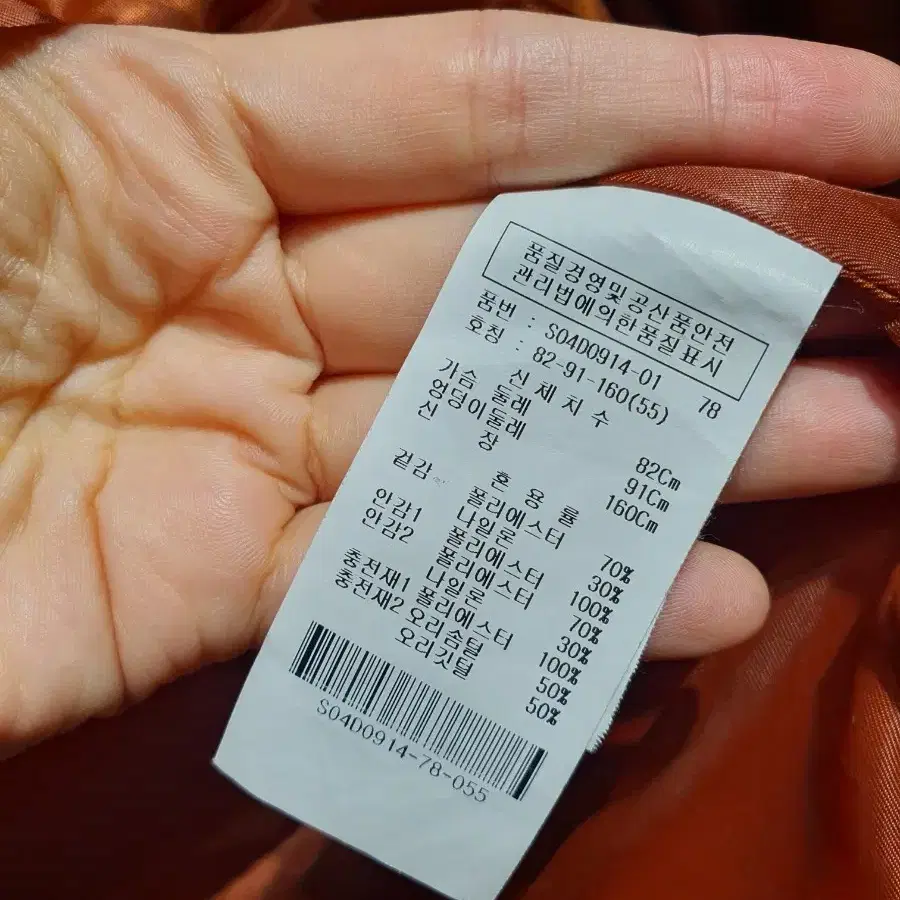 품질경영및공산품안전
관리법에의한품질표시
품번 : S04D0914-01 78
호칭 : 82-91-160(55)
신 체 치 수
가슴 둘레 82Cm
엉덩이둘레 91Cm
신 장 160Cm
혼 용 율
겉감 폴리에스터 70%
나일론 30%
안감1 폴리에스터 100%
안감2 폴리에스터 70%
나일론 30%
충전재1 폴리에스터 100%
충전재2 오리솜털 50%
오리깃털 50%
S04D0914-78-055